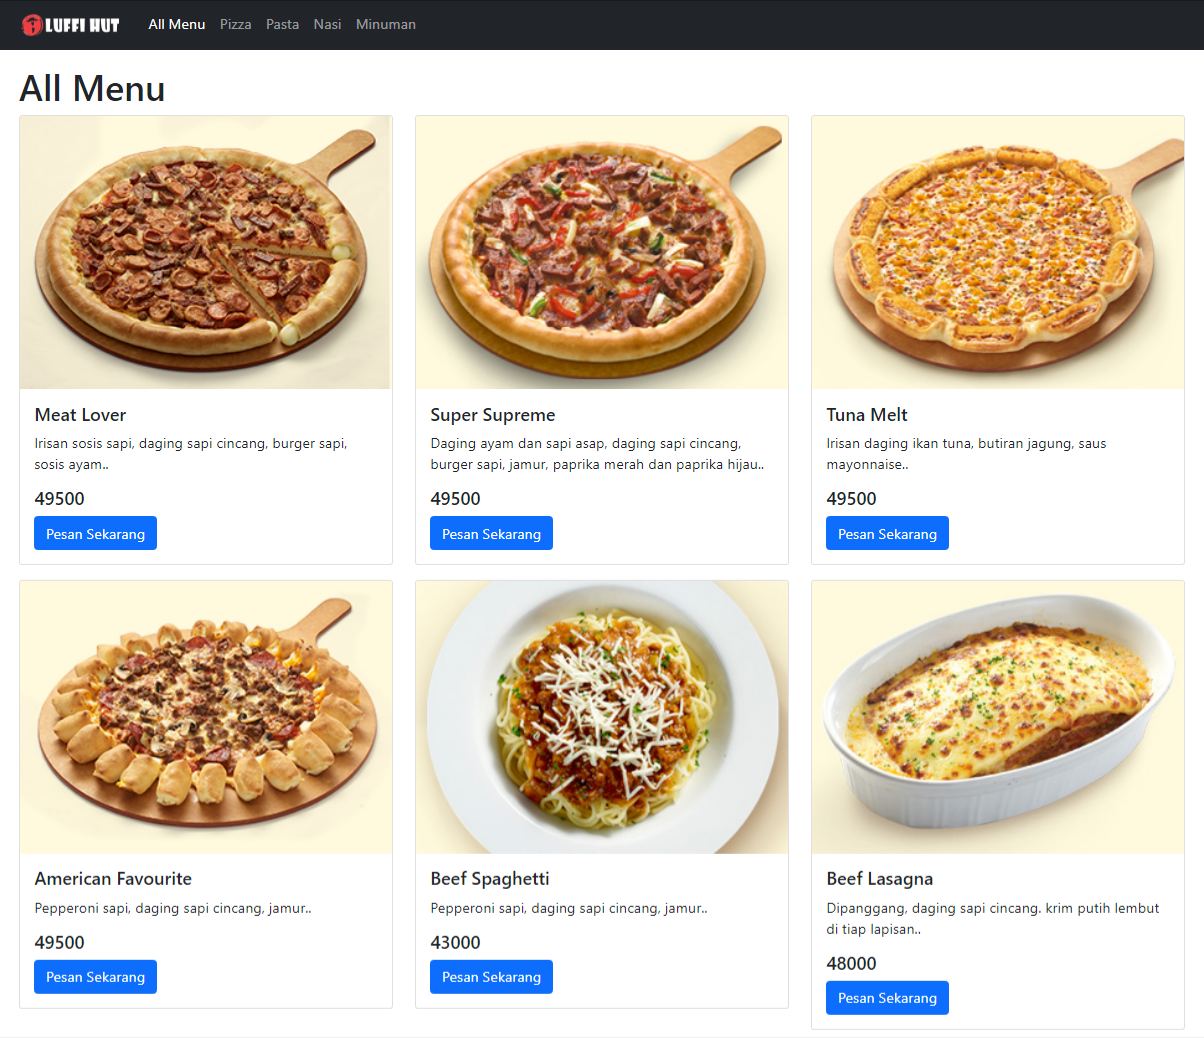 LUFFI HUT All Menu Pizza Pasta Nasi Minuman
All Menu
Meat Lover
Irisan sosis sapi, daging sapi cincang, burger sapi,
sosis ayam..
49500
Pesan Sekarang
Super Supreme
Daging ayam dan sapi asap, daging sapi cincang,
burger sapi, jamur, paprika merah dan paprika hijau..
49500
Pesan Sekarang
Tuna Melt
Irisan daging ikan tuna, butiran jagung, saus
mayonnaise..
49500
Pesan Sekarang
American Favourite
Pepperoni sapi, daging sapi cincang, jamur..
49500
Pesan Sekarang
Beef Spaghetti
Pepperoni sapi, daging sapi cincang, jamur..
43000
Pesan Sekarang
Beef Lasagna
Dipanggang, daging sapi cincang. krim putih lembut
di tiap lapisan..
48000
Pesan Sekarang